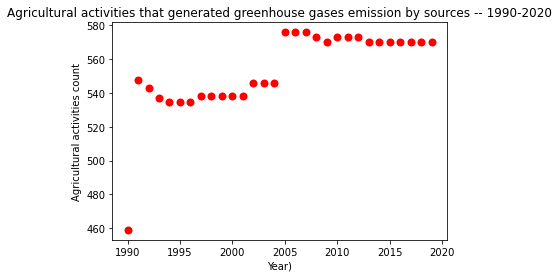 Agricultural activities that generated greenhouse gases emission by sources -- 1990-2020
580
560
540
520
500
480
460
Agricultural activities count
1990 1995 2000 2005 2010 2015 2020
Year)